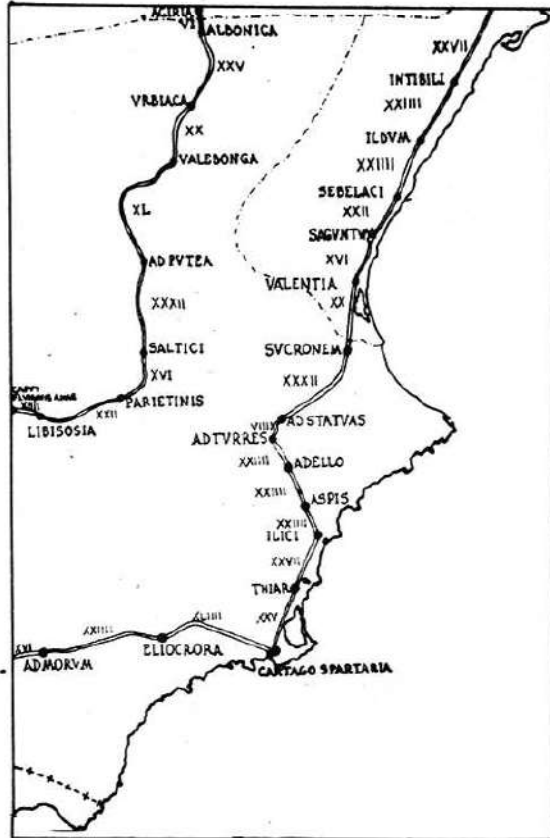 ACIRIA
VI ALBONICA
XXVII
XXV
INTIBILI
XXIIII
VRBIACA
ILDVM
XX
VALEBONGA
XXIIII
SEBELACI
XL
XXII
SAGVNTVM
AD PVTEA
XVI
VALENTIA
XXXII
XX
SALTICI
SVCRONEM
XVI
XXXII
PARIETINIS
XXII
LIBISOSIA
AD STATVAS
VIIII
ADTVRRES
XXIIII
ADELLO
XXIIII
ASPIS
XXIIII
ILICI
XXVII
THIAR
XXV
XLIIII
XXIIII
ELIOCRORA
XXI
ADMORVM
CARTAGO SPARTARIA